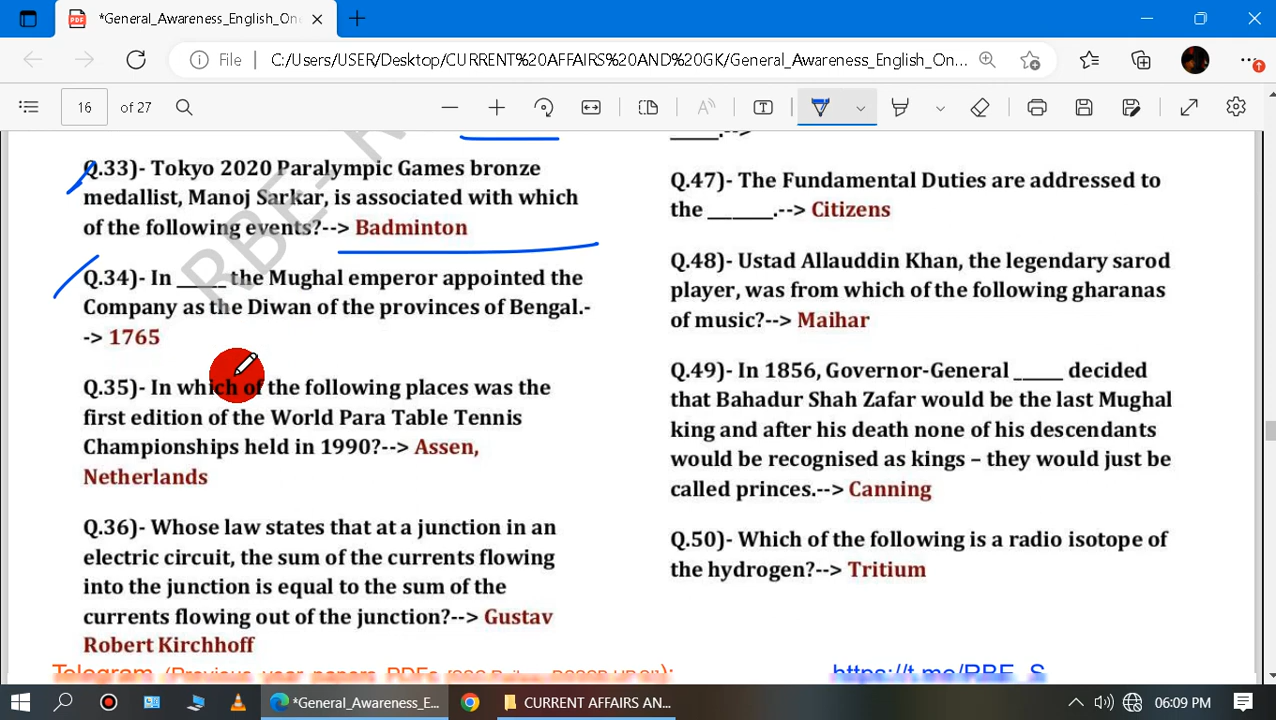 *General_Awareness_English_On
File
C:/Users/USER/Desktop/CURRENT%20AFFAIRS%20AND%20GK/General_Awareness_English_On...
16
of 27
Q.33)- Tokyo 2020 Paralympic Games bronze
medallist, Manoj Sarkar, is associated with which
of the following events?--> Badminton
Q.34)- In _____ the Mughal emperor appointed the
Company as the Diwan of the provinces of Bengal.-
-> 1765
Q.35)- In which of the following places was the
first edition of the World Para Table Tennis
Championships held in 1990?--> Assen,
Netherlands
Q.36)- Whose law states that at a junction in an
electric circuit, the sum of the currents flowing
into the junction is equal to the sum of the
currents flowing out of the junction?--> Gustav
Robert Kirchhoff
_____.-->
Q.47)- The Fundamental Duties are addressed to
the _______.--> Citizens
Q.48)- Ustad Allauddin Khan, the legendary sarod
player, was from which of the following gharanas
of music?--> Maihar
Q.49)- In 1856, Governor-General _____ decided
that Bahadur Shah Zafar would be the last Mughal
king and after his death none of his descendants
would be recognised as kings – they would just be
called princes.--> Canning
Q.50)- Which of the following is a radio isotope of
the hydrogen?--> Tritium
RBE- R
Telegram (Previous year papers PDFs
https://t.me/RBE_S
*General_Awareness_E...
CURRENT AFFAIRS AN...
06:09 PM